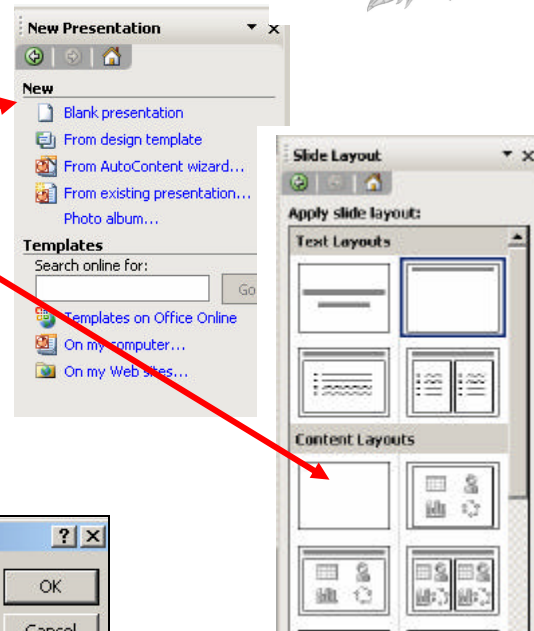 New Presentation
New
Blank presentation
From design template
From AutoContent wizard...
From existing presentation...
Photo album...
Templates
Search online for:
Go
Templates on Office Online
On my computer...
On my Web sites...
Slide Layout
Apply slide layout:
Text Layouts
Content Layouts
OK
Cancel